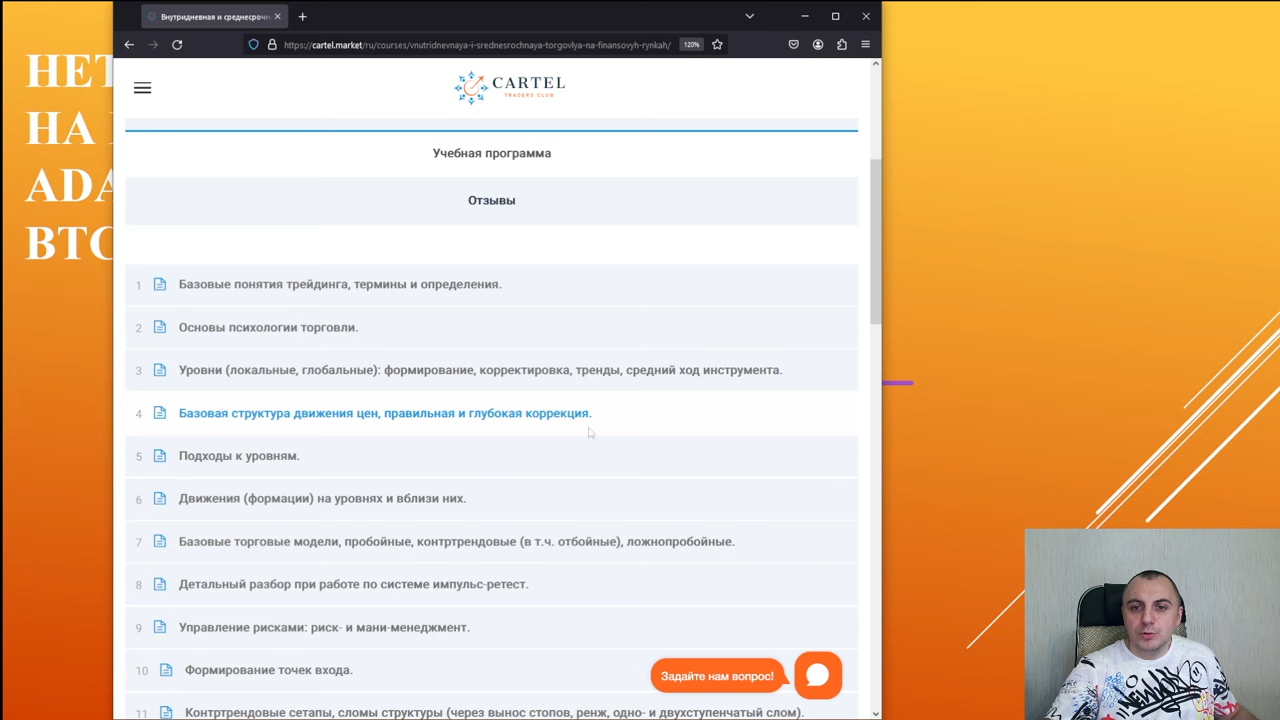 Внутридневная и среднесрочн
https://cartel.market/ru/courses/vnutridnevnaya-i-srednesrochnaya-torgovlya-na-finansovyh-rynkah/
120%
CARTEL
TRADERS CLUB
НЕТ
НА
ADA
ВТО
Учебная программа
Отзывы
1 Базовые понятия трейдинга, термины и определения.
2 Основы психологии торговли.
3 Уровни (локальные, глобальные): формирование, корректировка, тренды, средний ход инструмента.
4 Базовая структура движения цен, правильная и глубокая коррекция.
5 Подходы к уровням.
6 Движения (формации) на уровнях и вблизи них.
7 Базовые торговые модели, пробойные, контртрендовые (в т.ч. отбойные), ложнопробойные.
8 Детальный разбор при работе по системе импульс-ретест.
9 Управление рисками: риск- и мани-менеджмент.
10 Формирование точек входа.
Задайте нам вопрос!
11 Контртрендовые сетапы, сломы структуры (через вынос стопов, ренж, одно- и двухступенчатый слом).